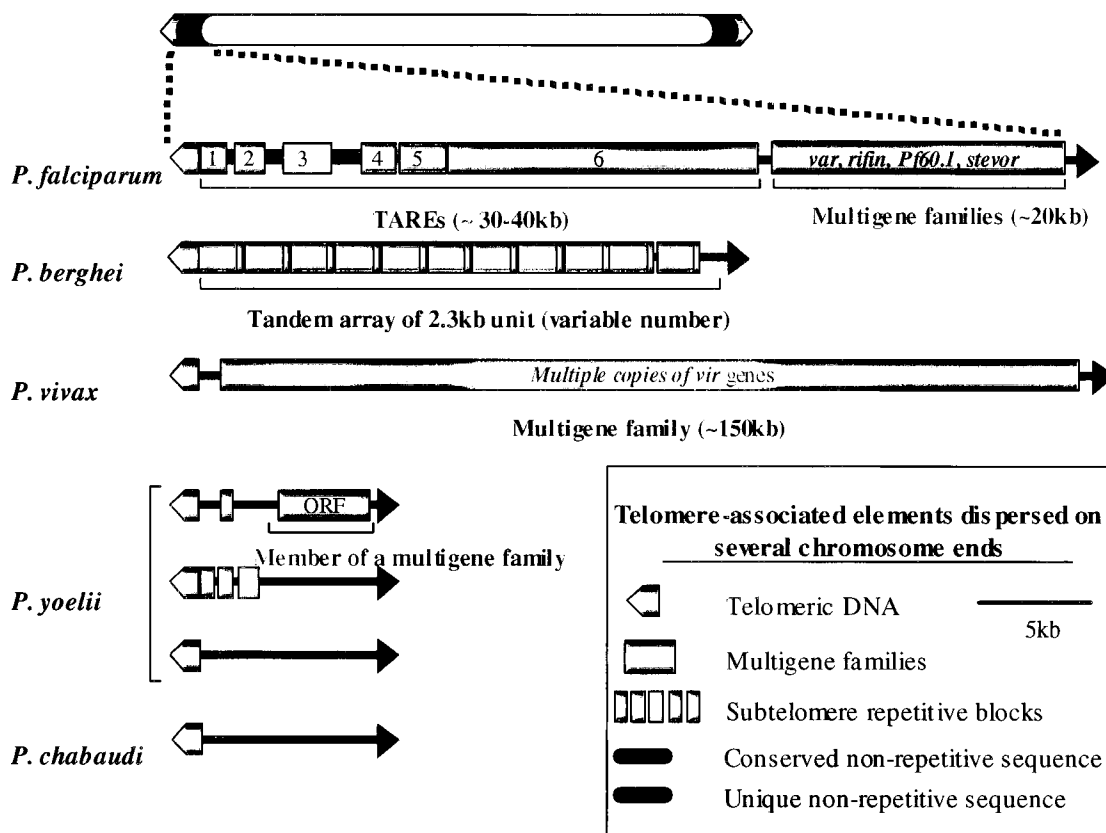 1 2 3 4 5 6 var, rifin, Pf60.1, stevor
P. falciparum
TAREs (~ 30-40kb) Multigene families (~20kb)
P. berghei
Tandem array of 2.3kb unit (variable number)
Multiple copies of vir genes
P. vivax
Multigene family (~150kb)
ORF
Member of a multigene family
P. yoelii
P. chabaudi
Telomere-associated elements dispersed on
several chromosome ends
Telomeric DNA
5kb
Multigene families
Subtelomere repetitive blocks
Conserved non-repetitive sequence
Unique non-repetitive sequence